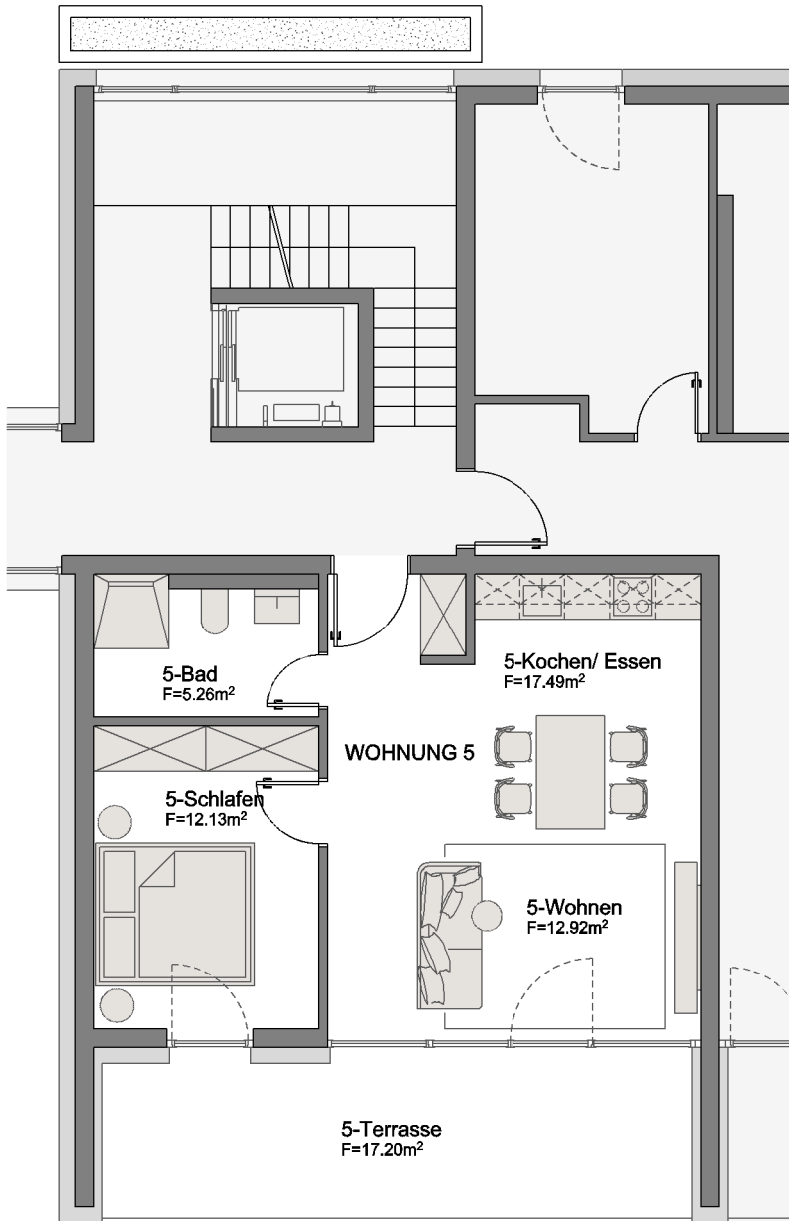 5-Bad
F=5.26m²
5-Kochen/ Essen
F=17.49m²
WOHNUNG 5
5-Schlafen
F=12.13m²
5-Wohnen
F=12.92m²
5-Terrasse
F=17.20m²